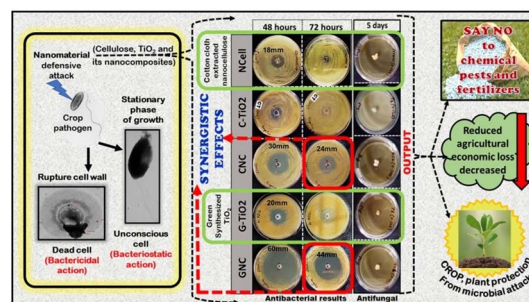 Nanomaterial
defensive
attack
(Cellulose, TiO2 and
its nanocomposites)
Crop
pathogen
Stationary
phase
of growth
Rupture cell wall
Dead cell
(Bactericidal
action)
Unconscious
cell
(Bacteriostatic
action)
SYNERGISTIC
EFFECTS
Cotton cloth
extracted
nanocellulose
Green
Synthesized
TiO2
48 hours
72 hours
5 days
NCell
18mm
C-TiO2
CNC
30mm
24mm
G-TiO2
20mm
GNC
60mm
44mm
Antibacterial results
Antifungal
OUTPUT
SAY NO
to
chemical
pests and
fertilizers
Reduced
agricultural
economic loss
decreased
CROP, plant protection
From microbial attack